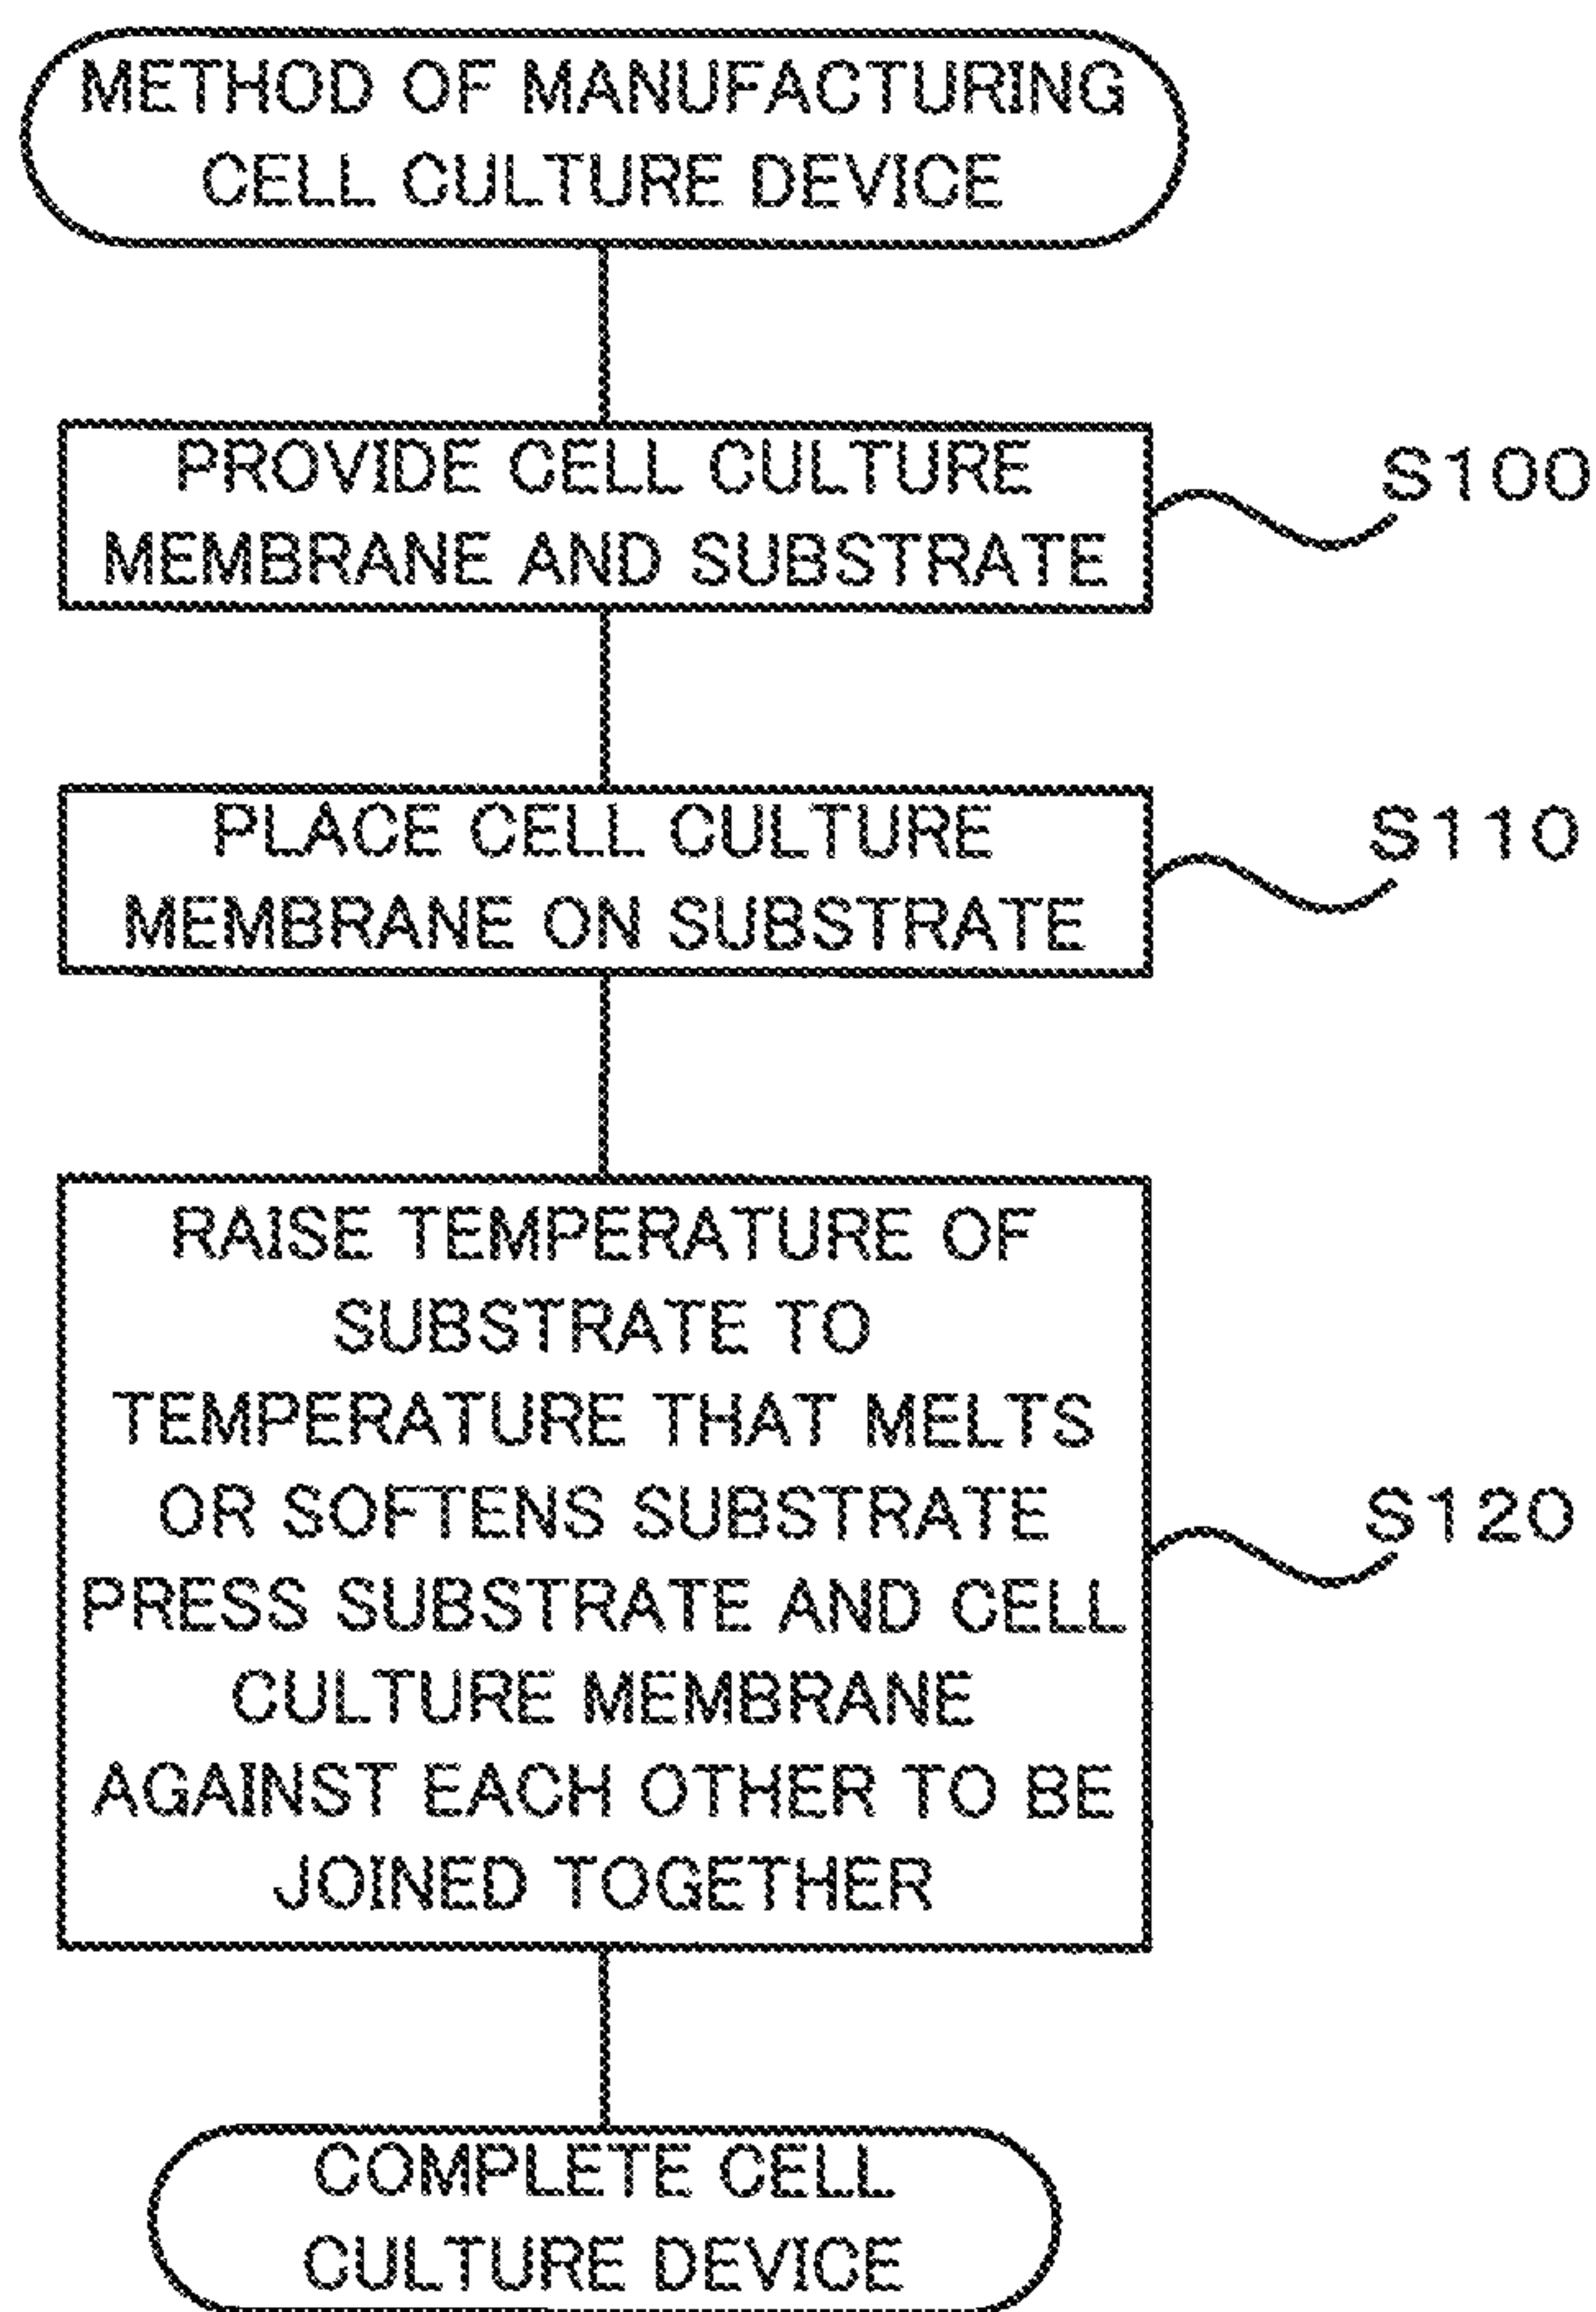 METHOD OF MANUFACTURING
CELL CULTURE DEVICE
PROVIDE CELL CULTURE
MEMBRANE AND SUBSTRATE
S100
PLACE CELL CULTURE
MEMBRANE ON SUBSTRATE
S110
RAISE TEMPERATURE OF
SUBSTRATE TO
TEMPERATURE THAT MELTS
OR SOFTENS SUBSTRATE
PRESS SUBSTRATE AND CELL
CULTURE MEMBRANE
AGAINST EACH OTHER TO BE
JOINED TOGETHER
S120
COMPLETE CELL
CULTURE DEVICE